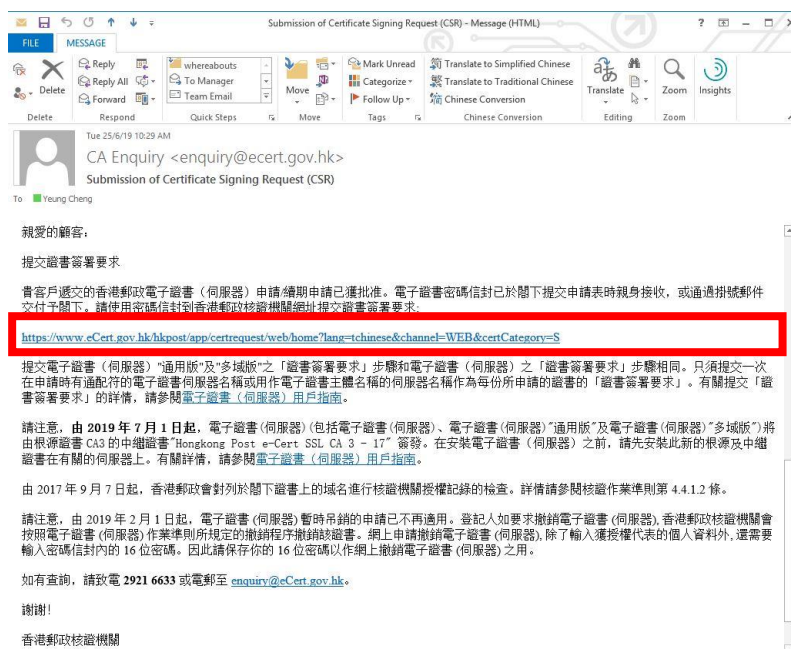 Submission of Certificate Signing Request (CSR) - Message (HTML)
FILE MESSAGE
Delete
Reply
Reply All
Forward
whereabouts
To Manager
Team Email
Move
Mark Unread
Categorize
Follow Up
Translate to Simplified Chinese
Translate to Traditional Chinese
Chinese Conversion
Translate
Zoom
Insights
Delete Respond Quick Steps Move Tags Chinese Conversion Editing Zoom
Tue 25/6/19 10:29 AM
CA Enquiry <enquiry@ecert.gov.hk>
Submission of Certificate Signing Request (CSR)
To Yeung Cheng
親愛的顧客:
提交證書簽署要求
貴客戶遞交的香港郵政電子證書（伺服器）申請/續期申請已獲批准。電子證書密碼信封已於閣下提交申請表時親身接收，或通過掛號郵件
交付予閣下。請使用密碼信封到香港郵政核證機關網址提交證書簽署要求:
https://www.eCert.gov.hk/hkpost/app/certrequest/web/home?lang=tchinese&channel=WEB&certCategory=S
提交電子證書（伺服器）"通用版"及"多域版"之「證書簽署要求」步驟和電子證書（伺服器）之「證書簽署要求」步驟相同。只須提交一次
在申請時有通配符的電子證書伺服器名稱或用作電子證書主體名稱的伺服器名稱作為每份所申請的證書的「證書簽署要求」。有關提交「證
書簽署要求」的詳情，請參閱電子證書（伺服器）用戶指南。
請注意，由 2019 年 7 月 1 日起，電子證書(伺服器)(包括電子證書(伺服器)、電子證書(伺服器)"通用版"及電子證書(伺服器)"多域版")將
由根源證書 CA3 的中繼證書"Hongkong Post e-Cert SSL CA 3 - 17" 簽發。在安裝電子證書（伺服器）之前，請先安裝此新的根源及中繼
證書在有關的伺服器上。有關詳情，請參閱電子證書（伺服器）用戶指南。
由 2017 年 9 月 7 日起，香港郵政會對列於閣下證書上的域名進行核證機關授權記錄的檢查。詳情請參閱核證作業準則第 4.4.1.2 條。
請注意，由 2019 年 2 月 1 日起，電子證書 (伺服器) 暫時吊銷的申請已不再適用。登記人如要求撤銷電子證書 (伺服器), 香港郵政核證機關會
按照電子證書 (伺服器) 作業準則所規定的撤銷程序撤銷該證書。網上申請撤銷電子證書 (伺服器), 除了輸入獲授權代表的個人資料外, 還需要
輸入密碼信封內的 16 位密碼。因此請保存你的 16 位密碼以作網上撤銷電子證書 (伺服器) 之用。
如有查詢，請致電 2921 6633 或電郵至 enquiry@eCert.gov.hk。
謝謝!
香港郵政核證機關